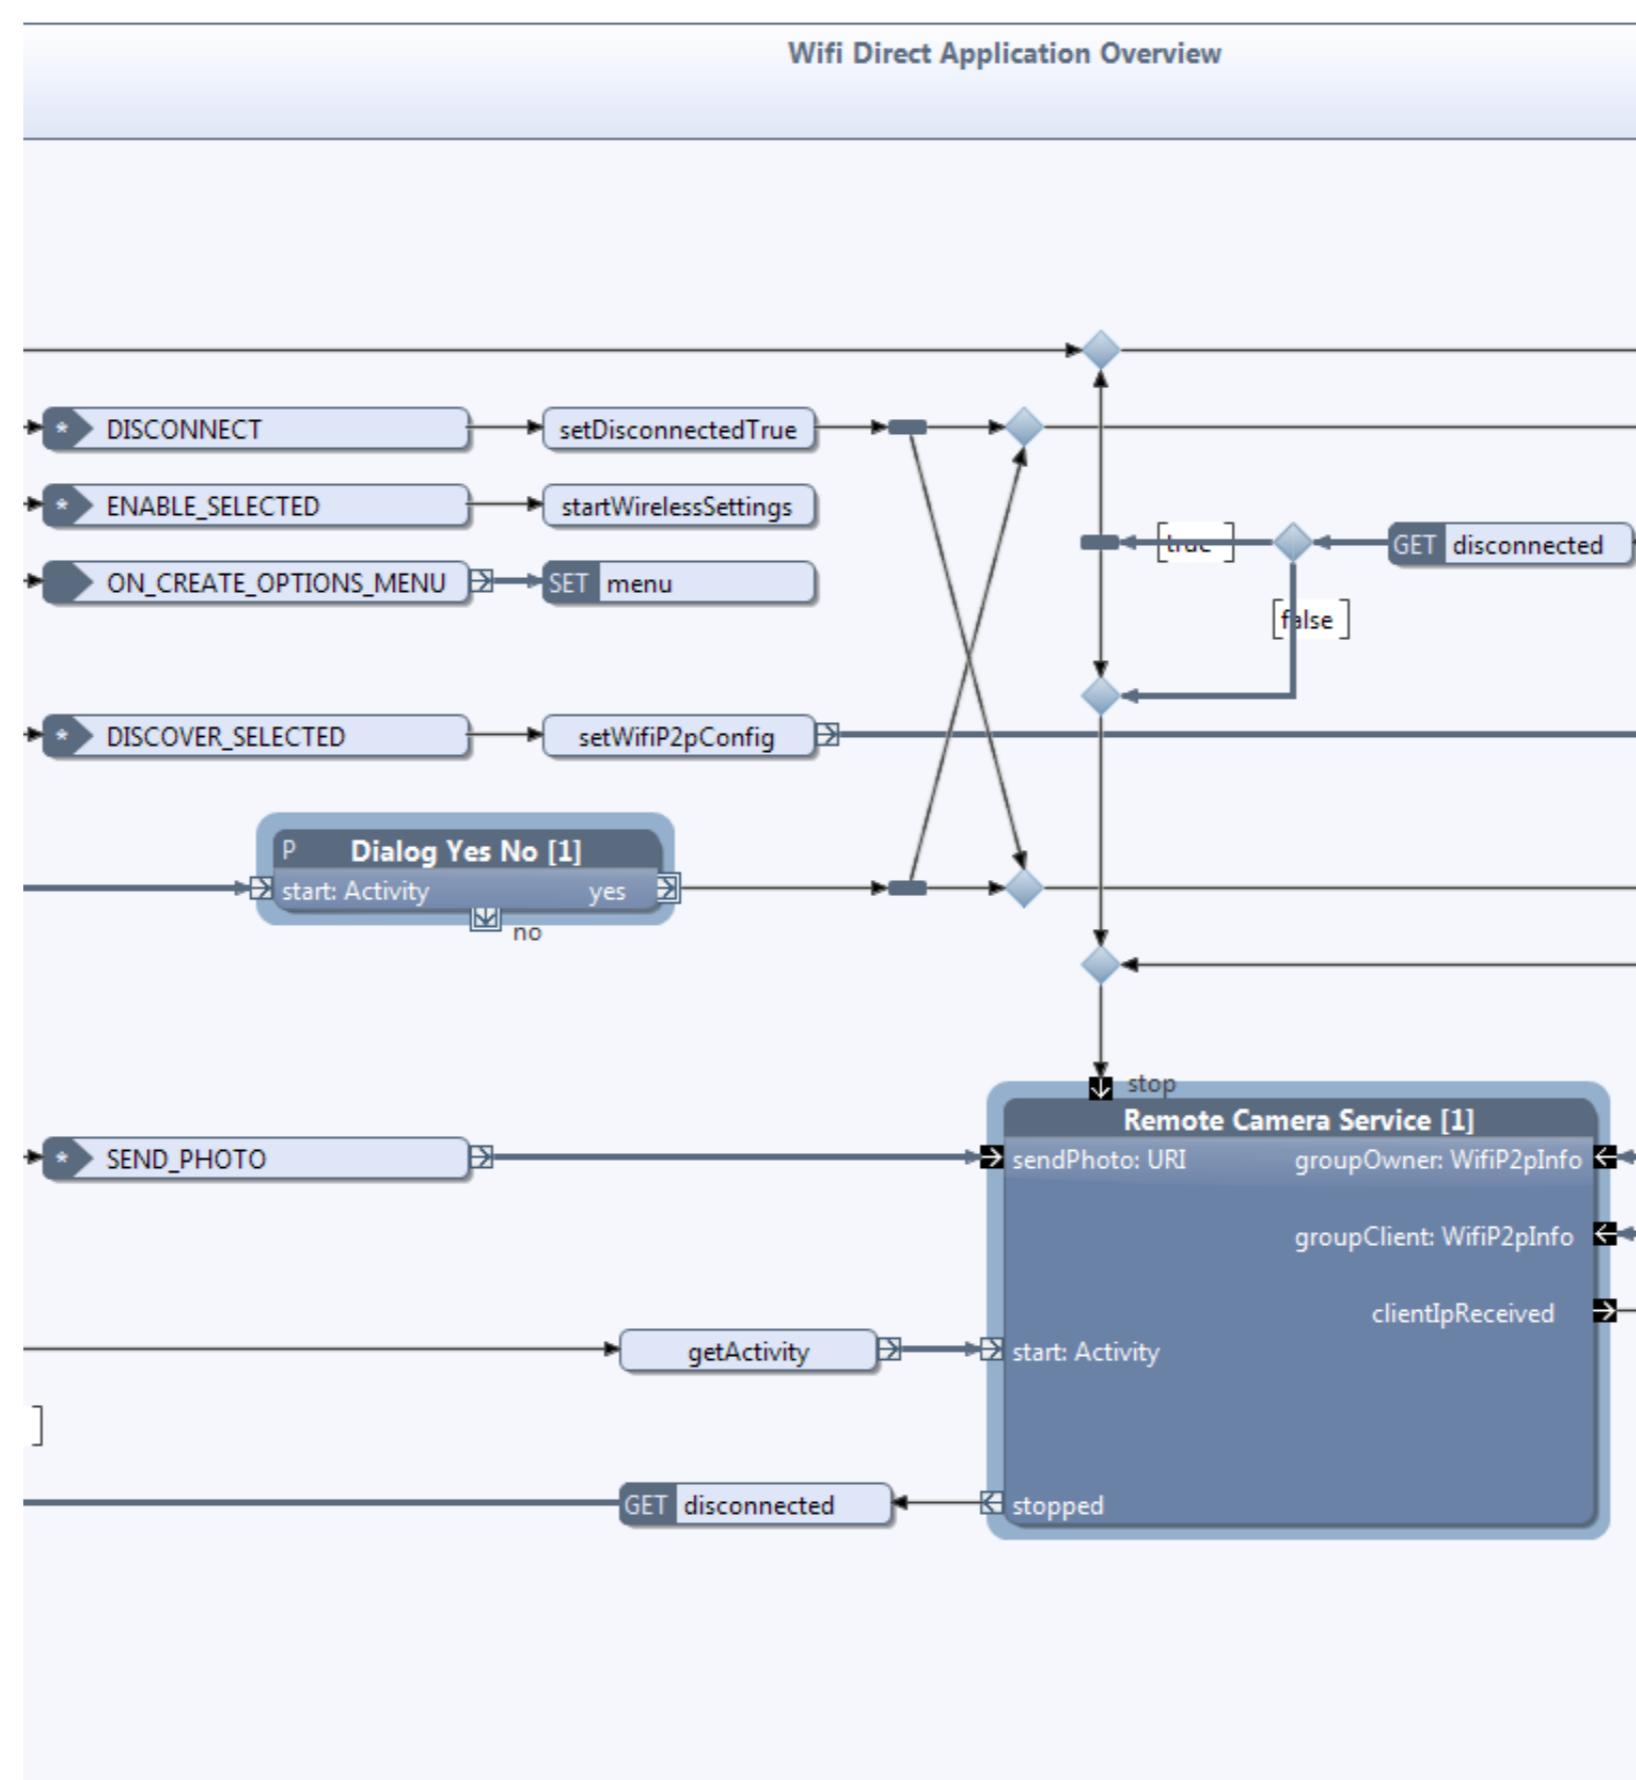 Wifi Direct Application Overview
* DISCONNECT
setDisconnectedTrue
* ENABLE_SELECTED
startWirelessSettings
[true]
GET disconnected
ON_CREATE_OPTIONS_MENU
SET menu
[false]
* DISCOVER_SELECTED
setWifiP2pConfig
P Dialog Yes No [1]
start: Activity
yes
no
stop
Remote Camera Service [1]
* SEND_PHOTO
sendPhoto: URI
groupOwner: WifiP2pInfo
groupClient: WifiP2pInfo
clientIpReceived
getActivity
start: Activity
]
GET disconnected
stopped